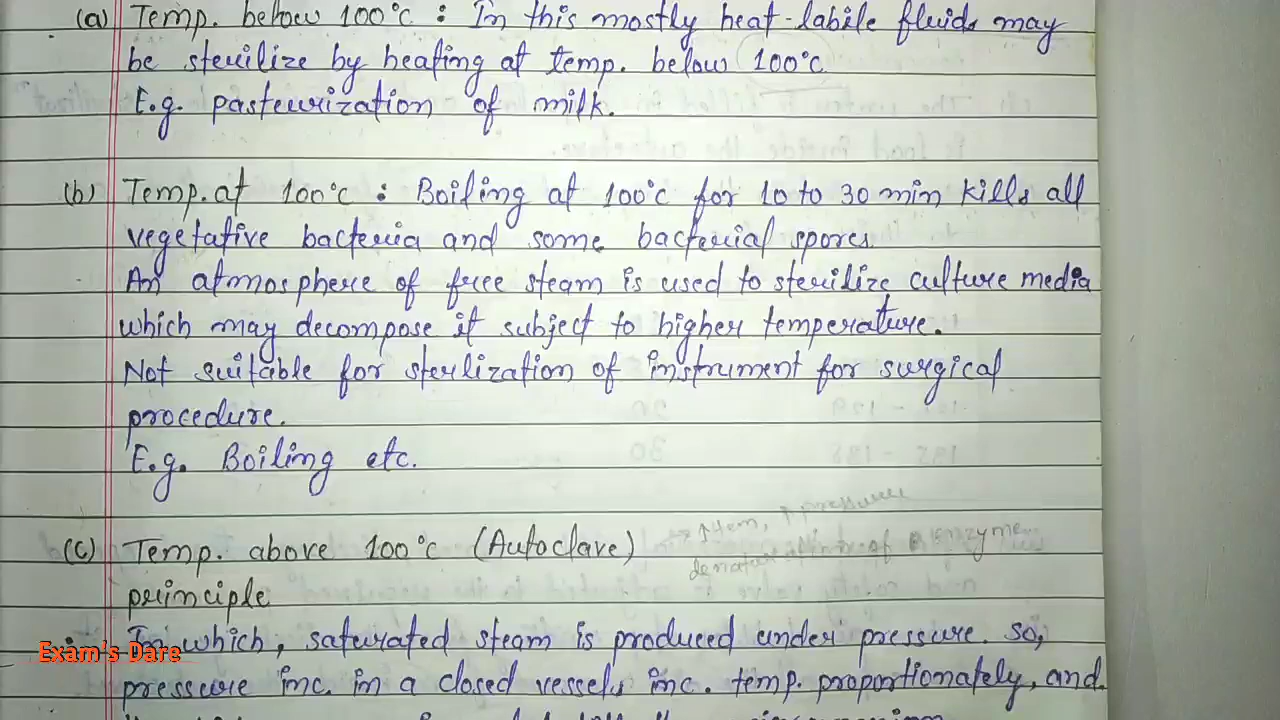 (a) Temp. below 100°c : In this mostly heat-labile fluids may
be sterilize by heating at temp. below 100°c
E.g. pasteurization of milk.
(b) Temp. at 100°c : Boiling at 100°c for 10 to 30 min kills all
vegetative bacteria and some bacterial spores.
An atmosphere of free steam is used to sterilize culture media
which may decompose if subject to higher temperature.
Not suitable for sterlization of instrument for surgical
procedure.
E.g. Boiling etc.
(c) Temp. above 100°c (Autoclave) → ↑tem, ↑ pressure
enzyme
principle
In which, saturated steam is produced under pressure. so,
Exam's Dare
pressure inc. in a closed vessels, inc. temp. proportionately, and